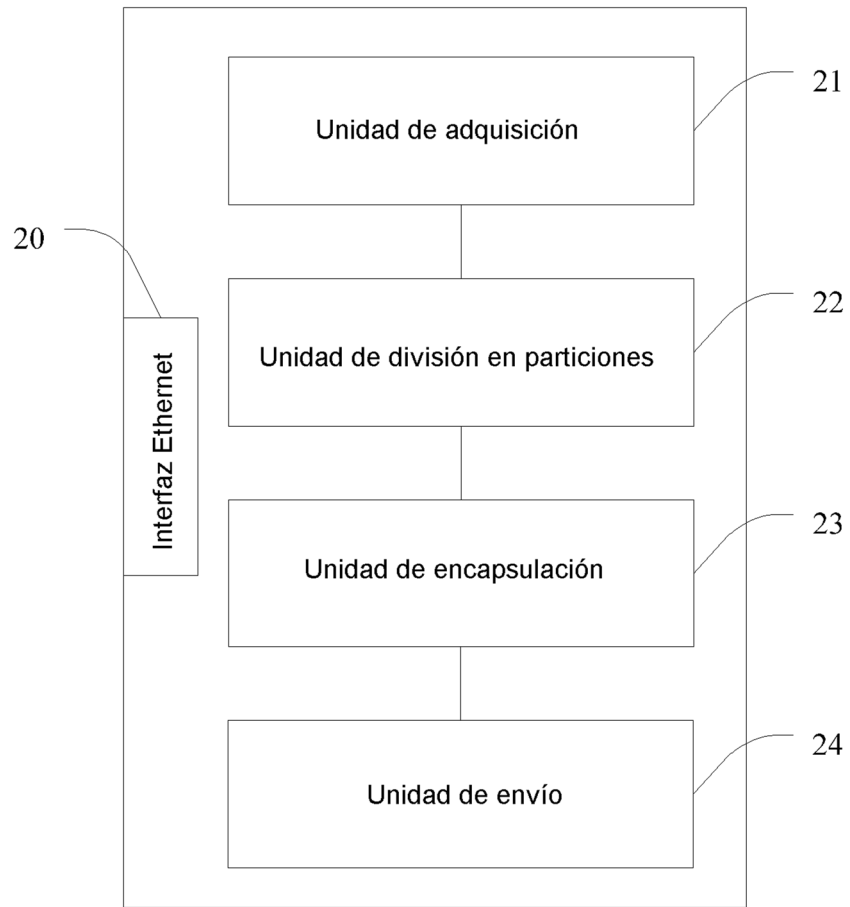 21
Unidad de adquisición
20
22
Unidad de división en particiones
Interfaz Ethernet
23
Unidad de encapsulación
24
Unidad de envío